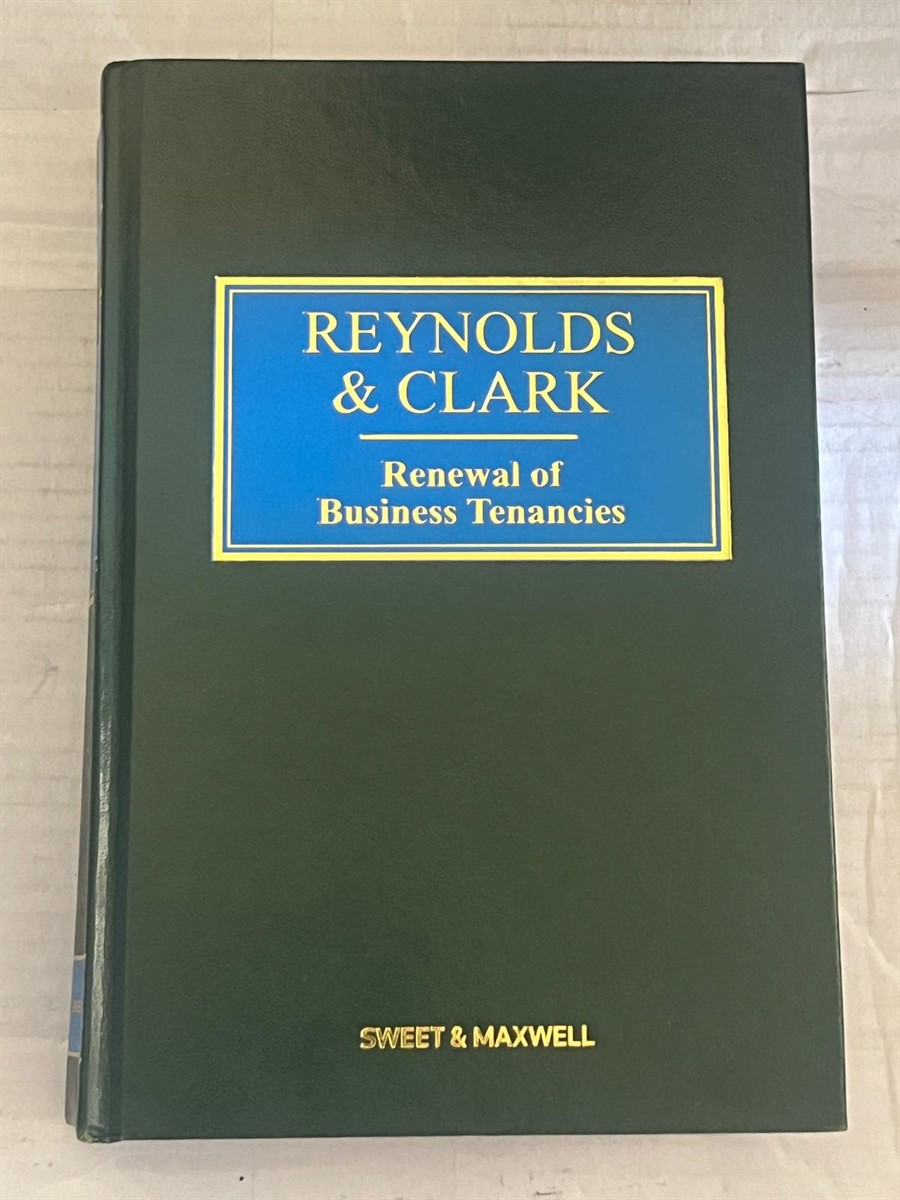 REYNOLDS
& CLARK
Renewal of
Business Tenancies
SWEET & MAXWELL